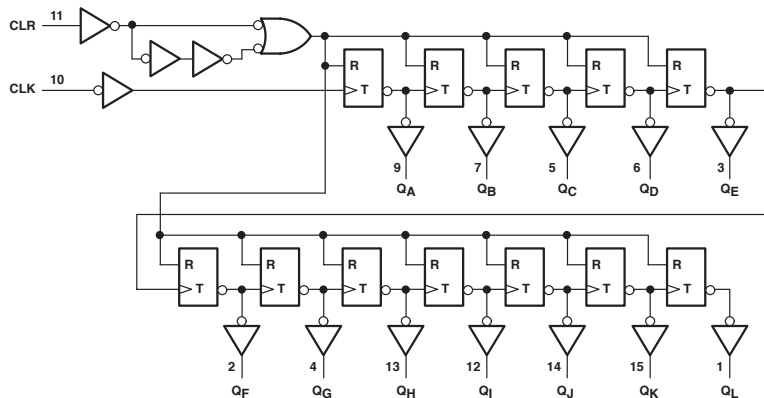 CLR 11
CLK 10
R R R R R
T T T T T
9 7 5 6 3
QA QB QC QD QE
R R R R R R R
T T T T T T T
2 4 13 12 14 15 1
QF QG QH QI QJ QK QL